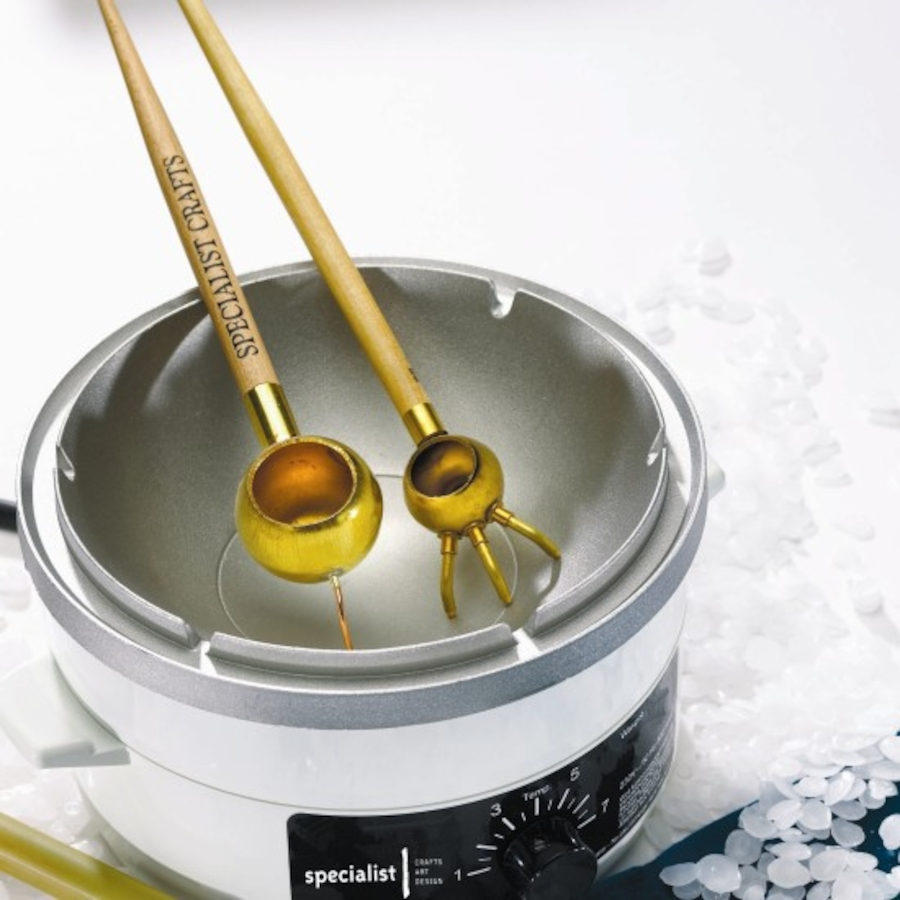 SPECIALIST CRAFTS
specialist
CRAFTS
ART
DESIGN
1
3
Temp
5
7